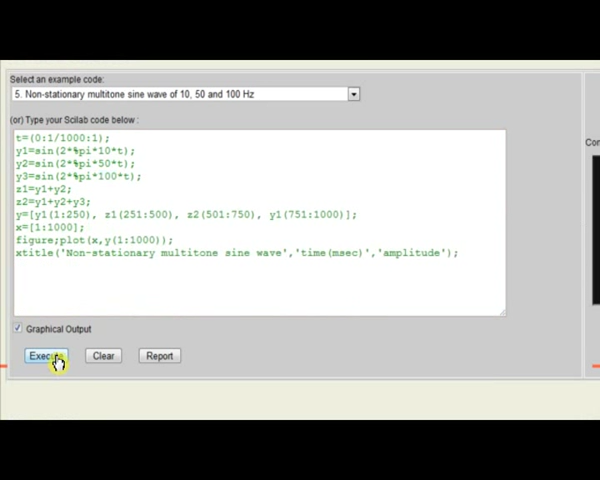 Select an example code:
5. Non-stationary multitone sine wave of 10, 50 and 100 Hz
(or) Type your Scilab code below :
t=(0:1/1000:1);
y1=sin(2*%pi*10*t);
y2=sin(2*%pi*50*t);
y3=sin(2*%pi*100*t);
z1=y1+y2;
z2=y1+y2+y3;
y=[y1(1:250), z1(251:500), z2(501:750), y1(751:1000)];
x=[1:1000];
figure;plot(x,y(1:1000));
xtitle('Non-stationary multitone sine wave','time(msec)','amplitude');
Graphical Output
Execute Clear Report